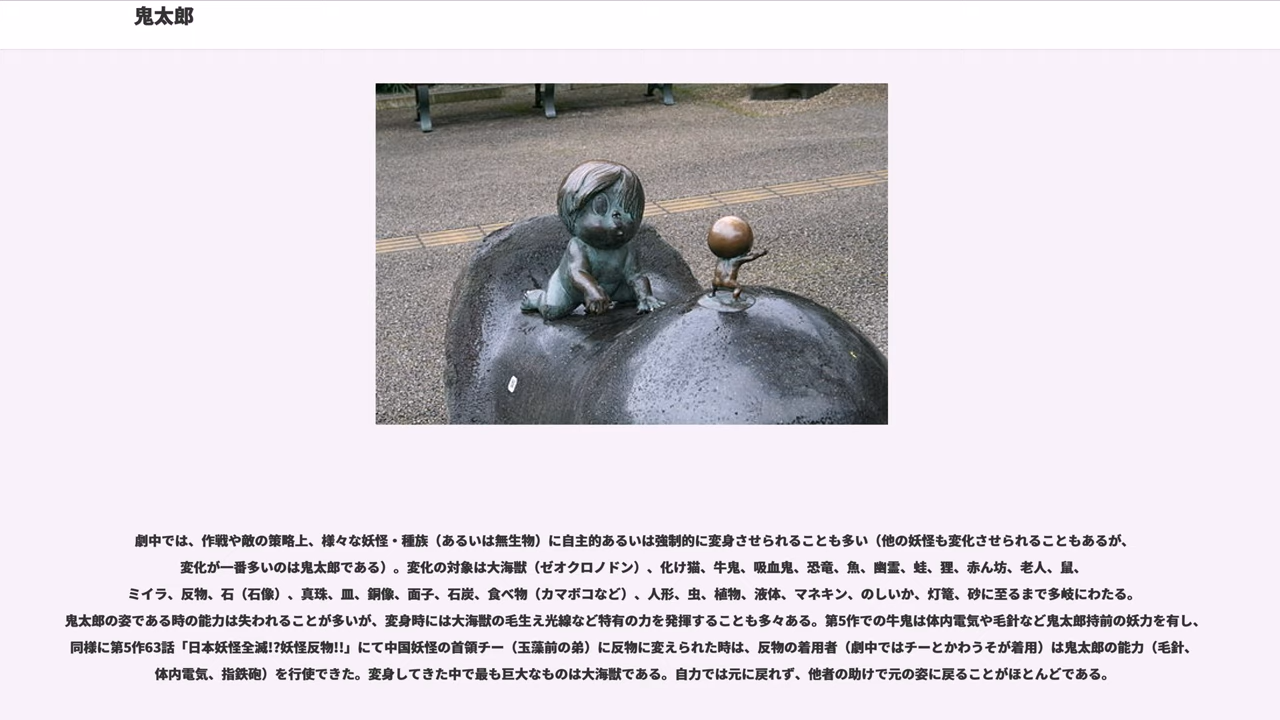 鬼太郎
劇中では、作戦や敵の策略上、様々な妖怪・種族（あるいは無生物）に自主的あるいは強制的に変身させられることも多い（他の妖怪も変化させられることもあるが、
変化が一番多いのは鬼太郎である）。変化の対象は大海獣（ゼオクロノドン）、化け猫、牛鬼、吸血鬼、恐竜、魚、幽霊、蛙、狸、赤ん坊、老人、鼠、
ミイラ、反物、石（石像）、真珠、皿、銅像、面子、石炭、食べ物（カマボコなど）、人形、虫、植物、液体、マネキン、のしいか、灯篭、砂に至るまで多岐にわたる。
鬼太郎の姿である時の能力は失われることが多いが、変身時には大海獣の毛生え光線など特有の力を発揮することも多々ある。第5作での牛鬼は体内電気や毛針など鬼太郎持前の妖力を有し、
同様に第5作63話「日本妖怪全滅!?妖怪反物!!」にて中国妖怪の首領チー（玉藻前の弟）に反物に変えられた時は、反物の着用者（劇中ではチーとかわうそが着用）は鬼太郎の能力（毛針、
体内電気、指鉄砲）を行使できた。変身してきた中で最も巨大なものは大海獣である。自力では元に戻れず、他者の助けで元の姿に戻ることがほとんどである。